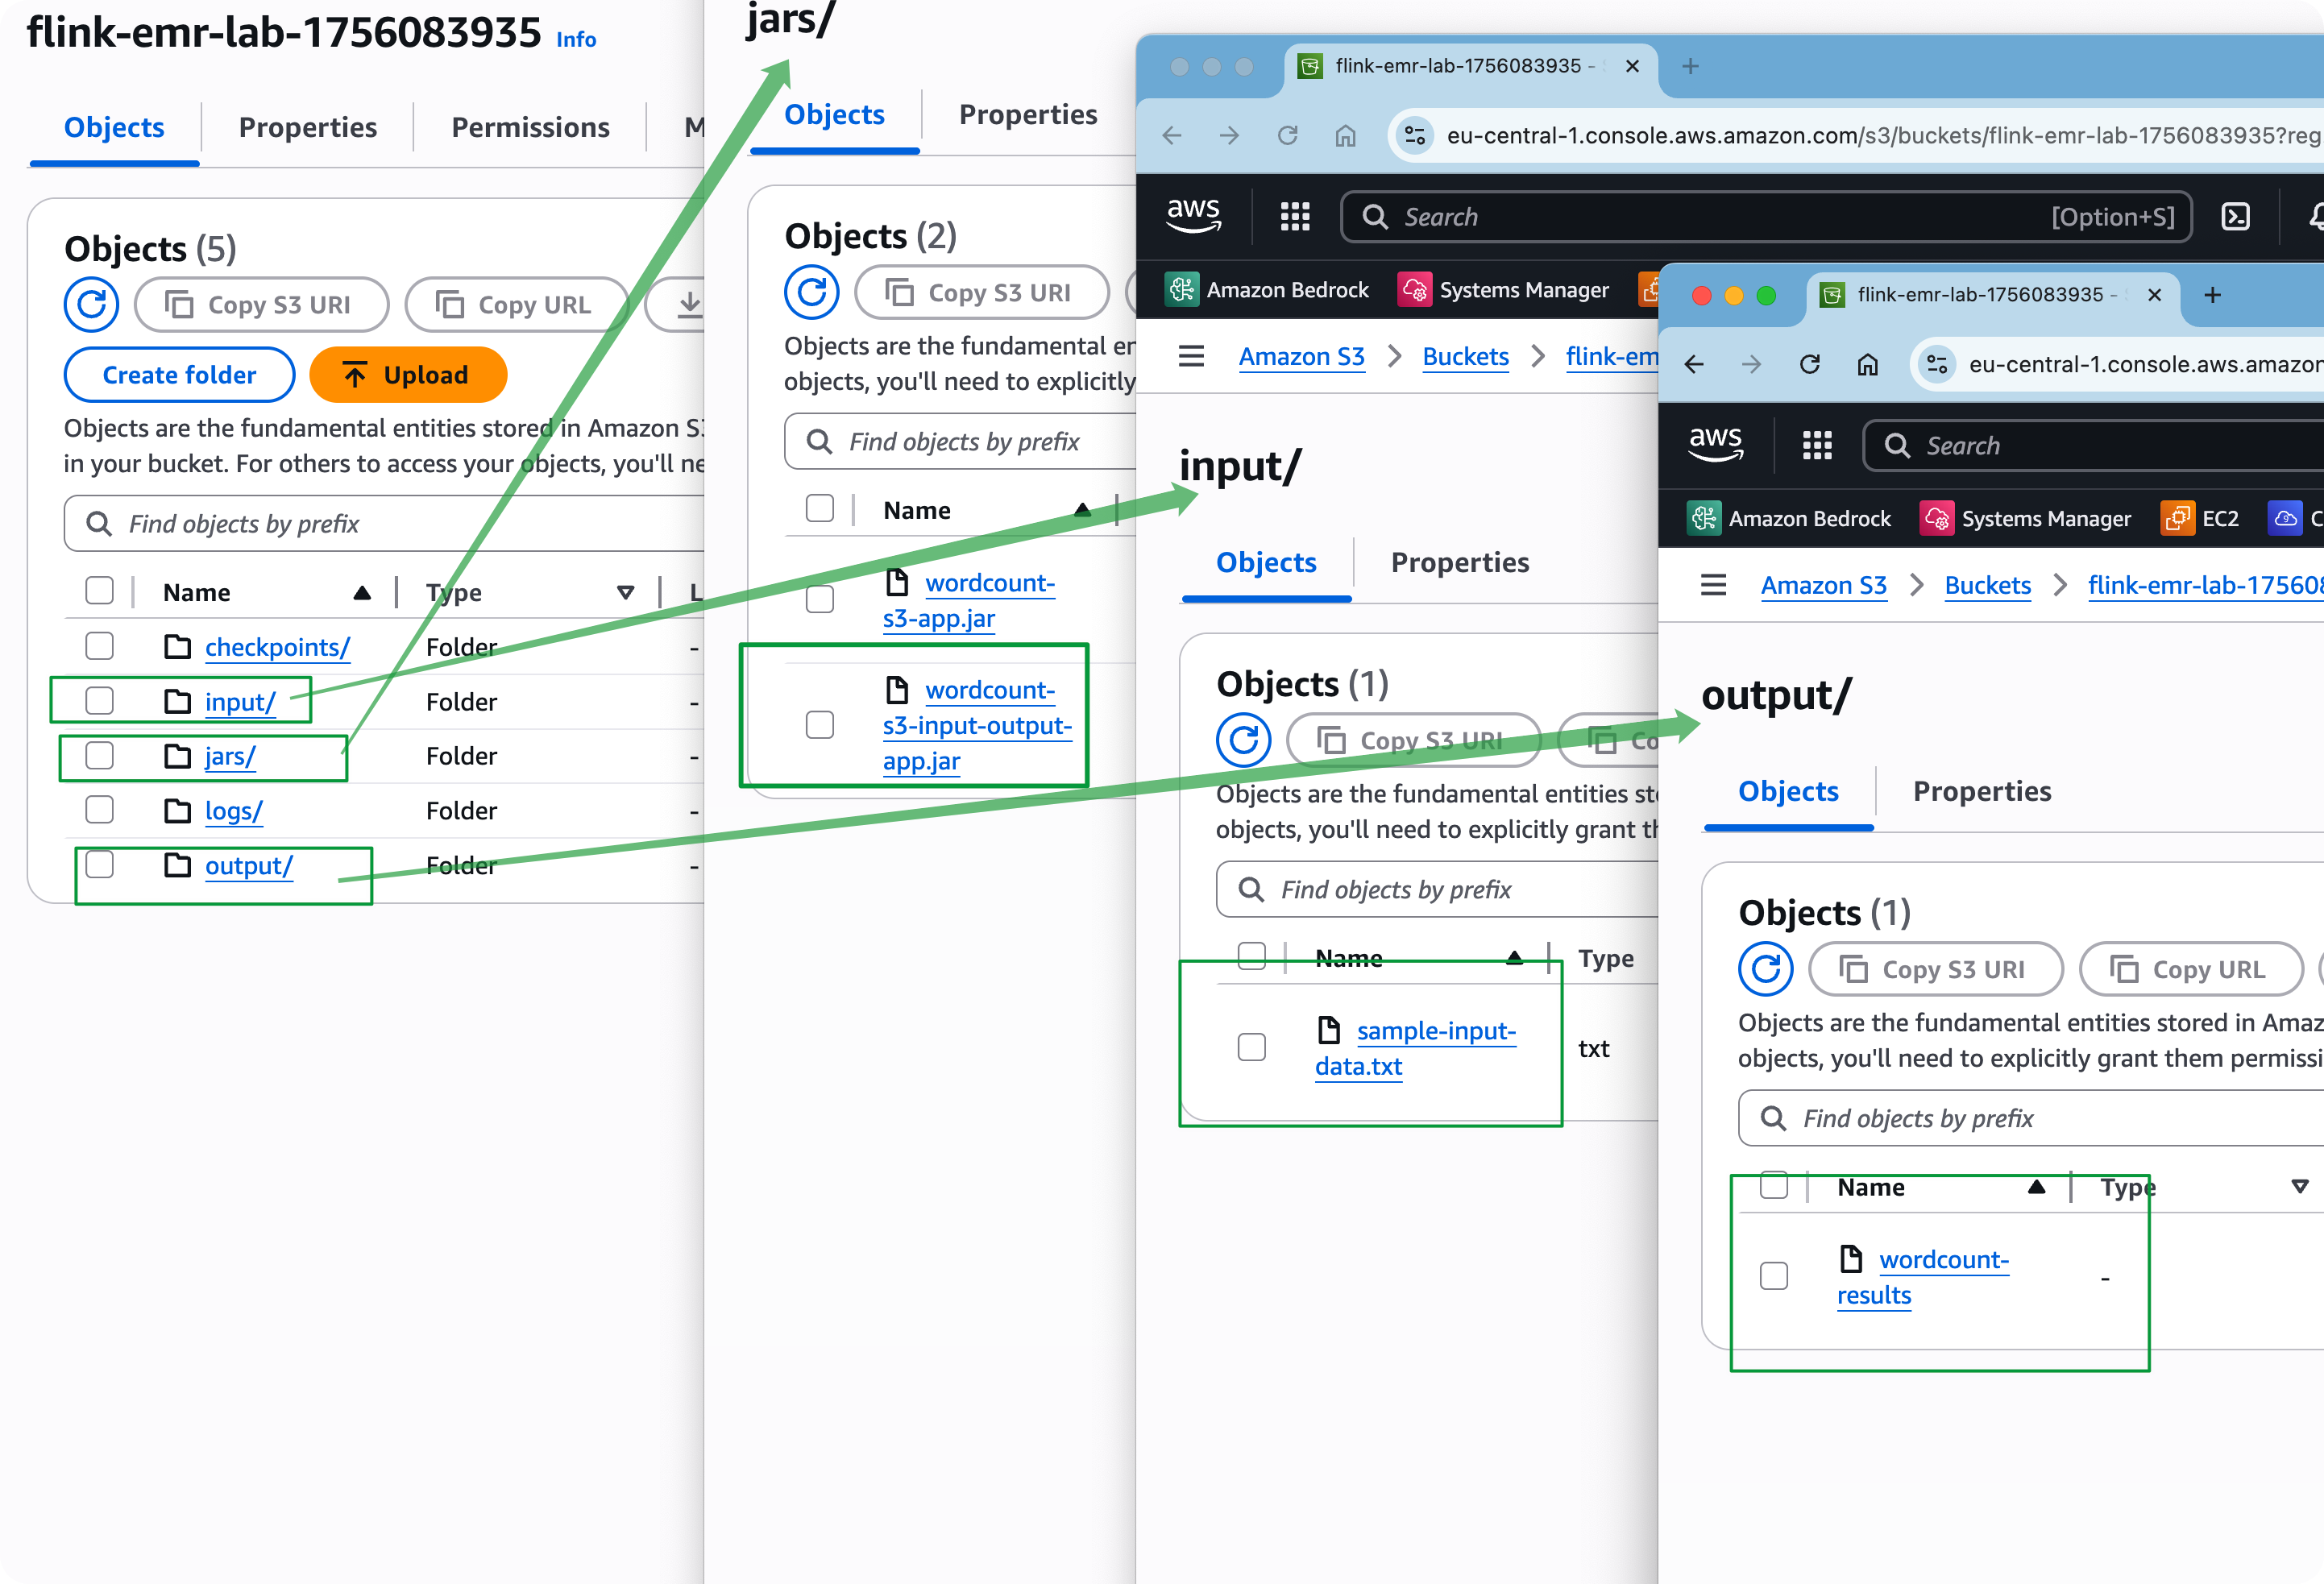 flink-emr-lab-1756083935 Info
Objects
Properties
Permissions
M
Objects (5)
Copy S3 URI
Copy URL
Create folder
Upload
Objects are the fundamental entities stored in Amazon S3
in your bucket. For others to access your objects, you'll ne
Find objects by prefix
Name
Type
L
checkpoints/
Folder
-
input/
Folder
-
jars/
Folder
-
logs/
Folder
-
output/
Folder
-
jars/
Objects
Properties
Objects (2)
Copy S3 URI
Objects are the fundamental en
objects, you'll need to explicitly
Find objects by prefix
Name
wordcount-
s3-app.jar
wordcount-
s3-input-output-
app.jar
flink-emr-lab-1756083935 -
eu-central-1.console.aws.amazon.com/s3/buckets/flink-emr-lab-1756083935?reg
aws
Search
[Option+S]
Amazon Bedrock
Systems Manager
Amazon S3
Buckets
flink-em
input/
Objects
Properties
Objects (1)
Copy S3 URI
Co
Objects are the fundamental entities sto
objects, you'll need to explicitly grant th
Find objects by prefix
Name
Type
sample-input-
data.txt
txt
flink-emr-lab-1756083935 -
eu-central-1.console.aws.amazon
aws
Search
Amazon Bedrock
Systems Manager
EC2
C
Amazon S3
Buckets
flink-emr-lab-175608
output/
Objects
Properties
Objects (1)
Copy S3 URI
Copy URL
Objects are the fundamental entities stored in Amaz
objects, you'll need to explicitly grant them permissi
Find objects by prefix
Name
Type
wordcount-
results
-